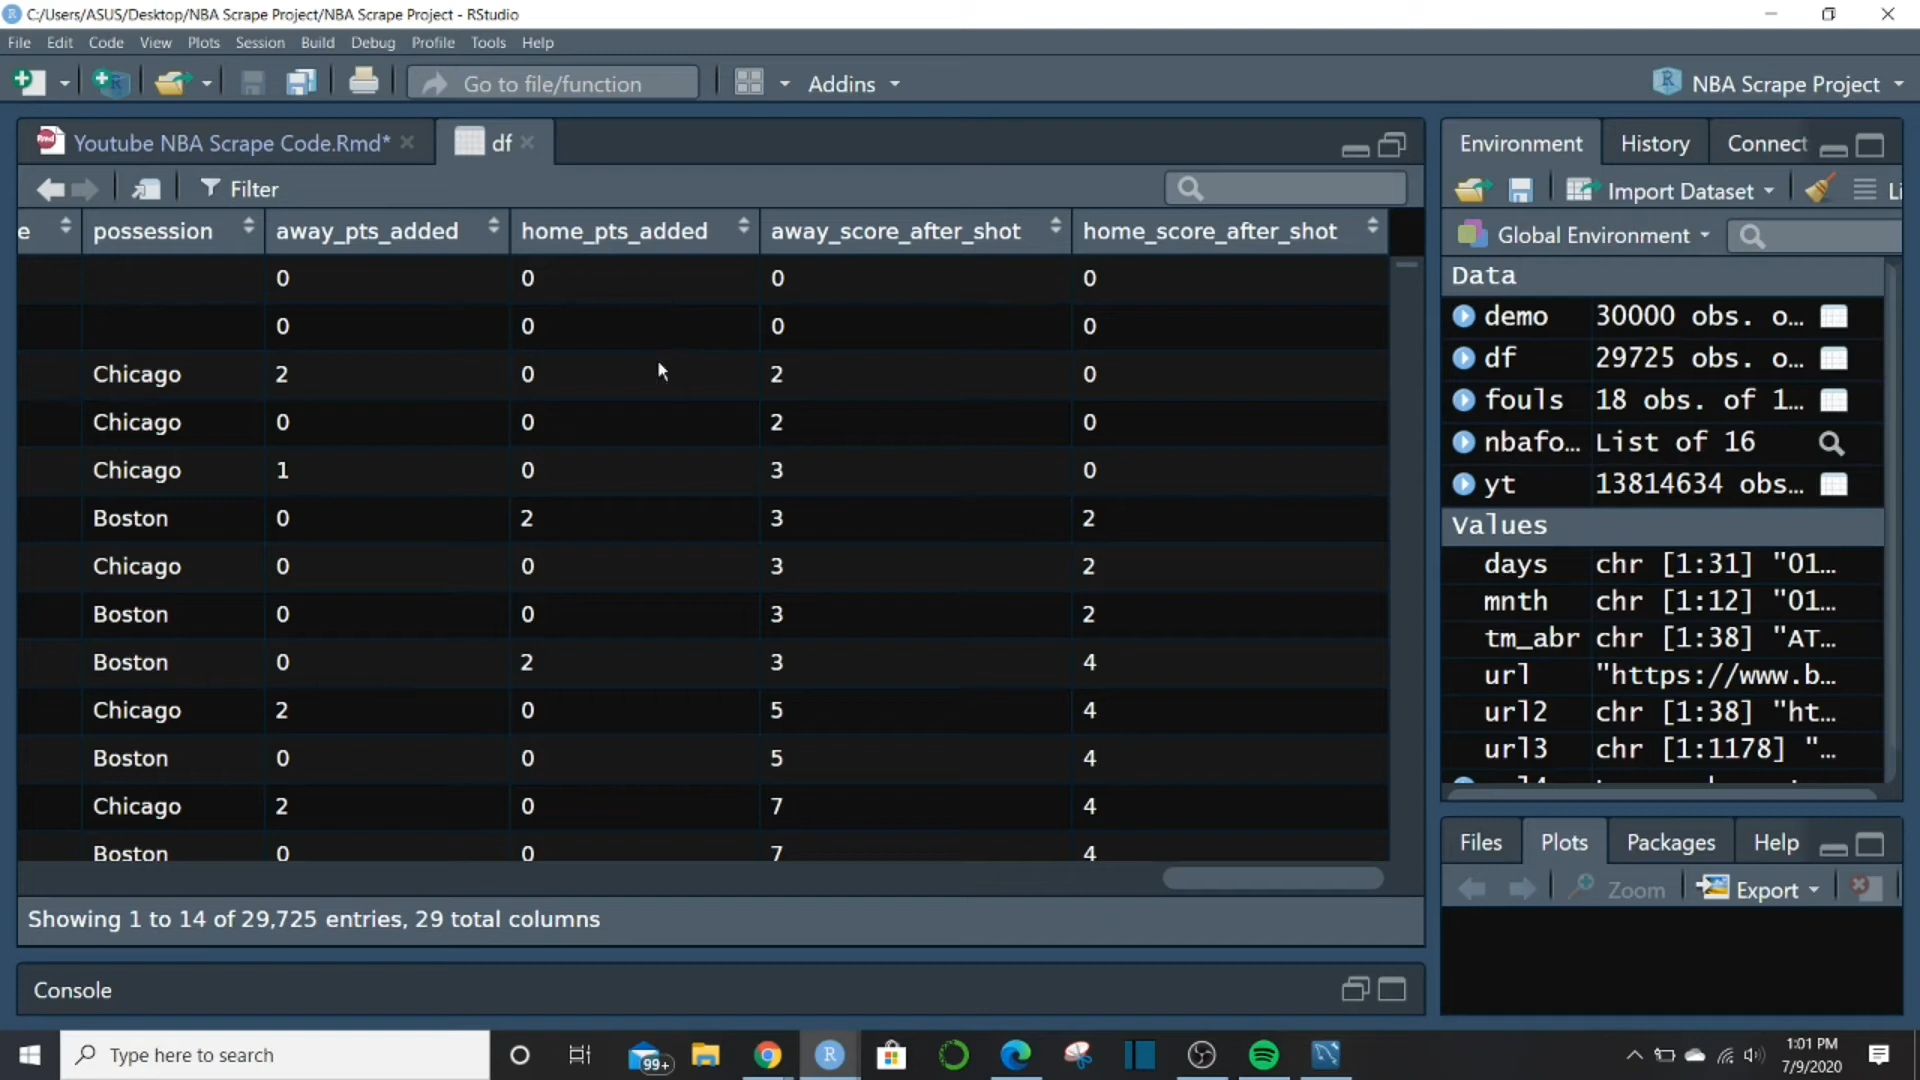 C:/Users/ASUS/Desktop/NBA Scrape Project/NBA Scrape Project - RStudio
File Edit Code View Plots Session Build Debug Profile Tools Help
Go to file/function Addins NBA Scrape Project
Youtube NBA Scrape Code.Rmd* df
Filter
e possession away_pts_added home_pts_added away_score_after_shot home_score_after_shot
0 0 0 0
0 0 0 0
Chicago 2 0 2 0
Chicago 0 0 2 0
Chicago 1 0 3 0
Boston 0 2 3 2
Chicago 0 0 3 2
Boston 0 0 3 2
Boston 0 2 3 4
Chicago 2 0 5 4
Boston 0 0 5 4
Chicago 2 0 7 4
Boston 0 0 7 4
Showing 1 to 14 of 29,725 entries, 29 total columns
Console
Environment History Connect
Import Dataset Li
Global Environment
Data
demo 30000 obs. o…
df 29725 obs. o…
fouls 18 obs. of 1…
nbafo… List of 16
yt 13814634 obs…
Values
days chr [1:31] "01…
mnth chr [1:12] "01…
tm_abr chr [1:38] "AT…
url "https://www.b…
url2 chr [1:38] "ht…
url3 chr [1:1178] "…
Files Plots Packages Help
Zoom Export
Type here to search
99+
1:01 PM
7/9/2020